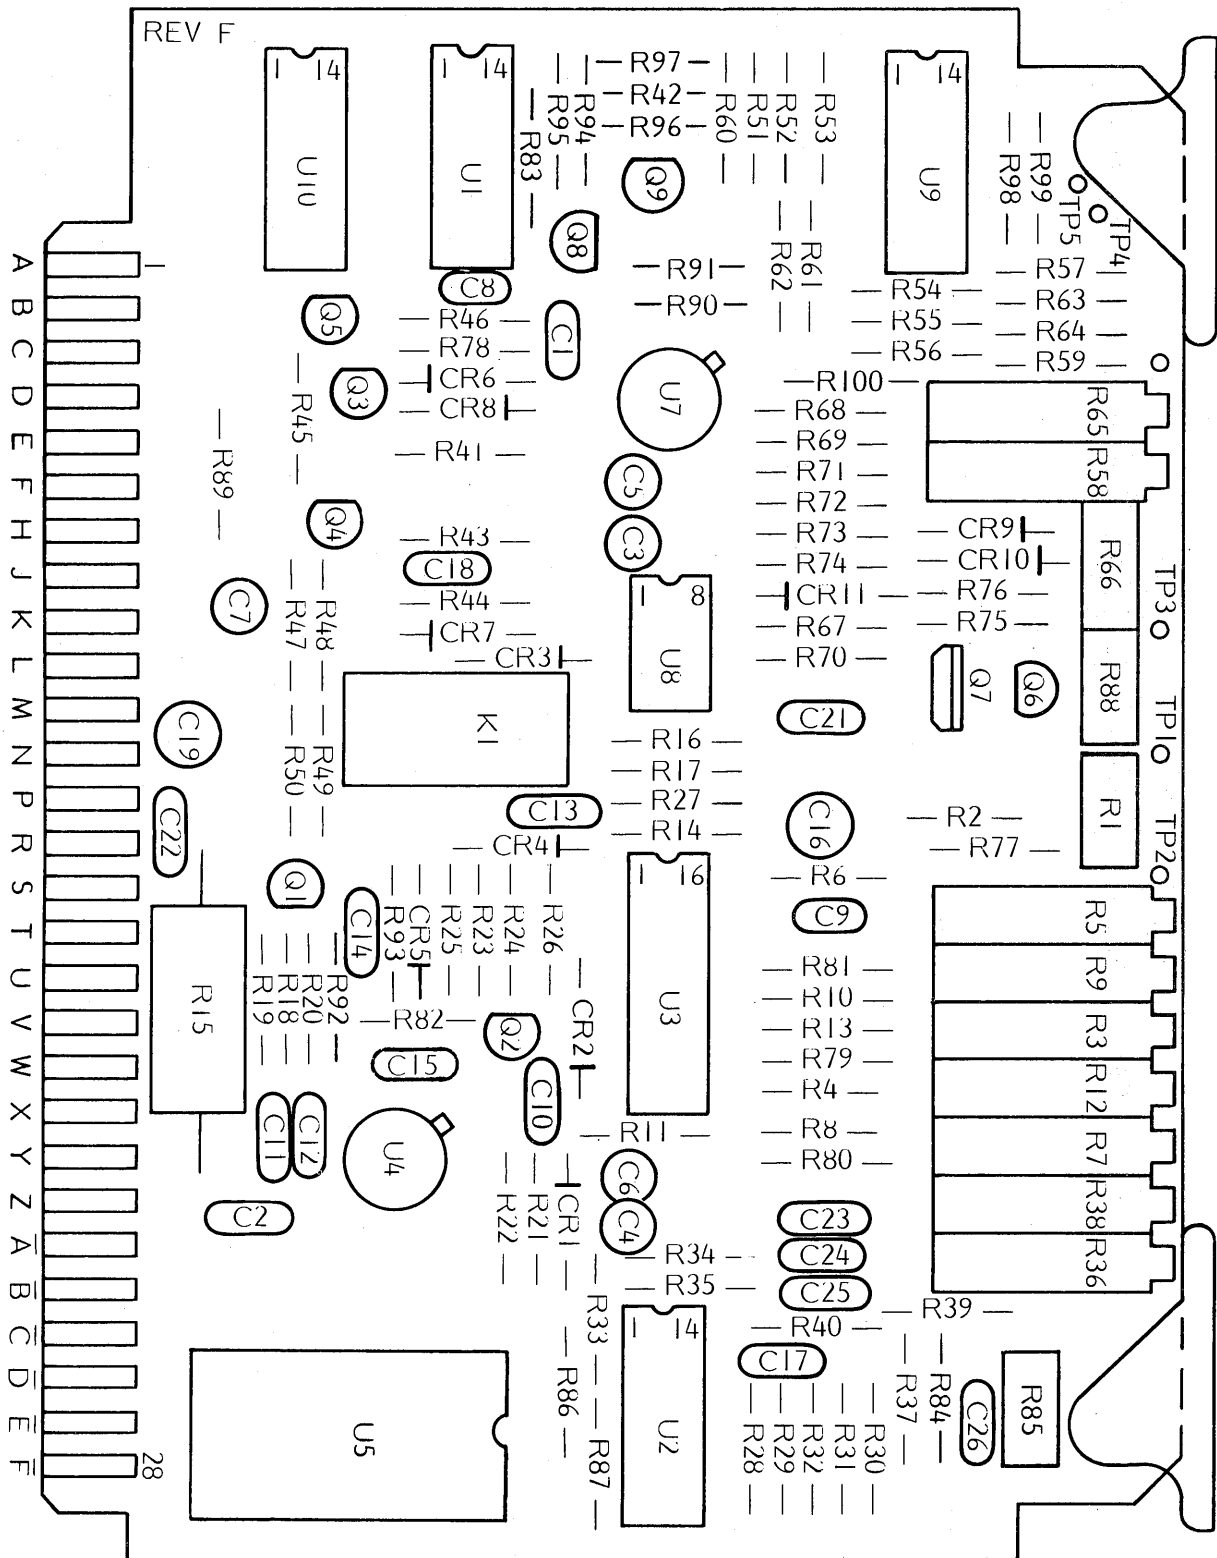 REV F
1 14
U10
1 14
U1
R83
R95
R94
R97
R42
R96
R60
R51
R52
R53
1 14
U9
R98
R99
TP5
TP4
Q9
Q8
R62
R61
R91
R90
R57
R63
R64
R59
R54
R55
R56
C8
C1
Q5
Q3
R46
R78
CR6
CR8
R41
R45
R89
U7
R100
R68
R69
R71
R72
R73
R74
CR11
R67
R70
R65
R58
R66
CR9
CR10
R76
R75
TP3
C5
C3
Q4
R43
C18
R44
CR7
CR3
C7
R47
R48
1 8
U8
Q7
Q6
R88
TP1
K1
C21
C19
R50
R49
R16
R17
R27
R14
C13
CR4
C16
R2
R77
R1
TP2
C22
Q1
C14
R93
CR5
R25
R23
R24
R26
1 16
U3
R6
C9
R5
R9
R3
R12
R7
R38
R36
R81
R10
R13
R79
R4
R8
R80
R15
R19
R18
R20
R92
R82
Q2
CR2
C15
C10
R11
C11
C12
U4
C6
C4
C2
R22
R21
CR1
C23
C24
C25
R34
R35
R33
R39
R40
C17
1 14
U2
U5
R86
R87
R28
R29
R32
R31
R30
R37
R84
C26
R85
A
1
B
C
D
E
F
H
J
K
L
M
N
P
R
S
T
U
V
W
X
Y
Z
A̅
B̅
C̅
D̅
E̅
F̅
28